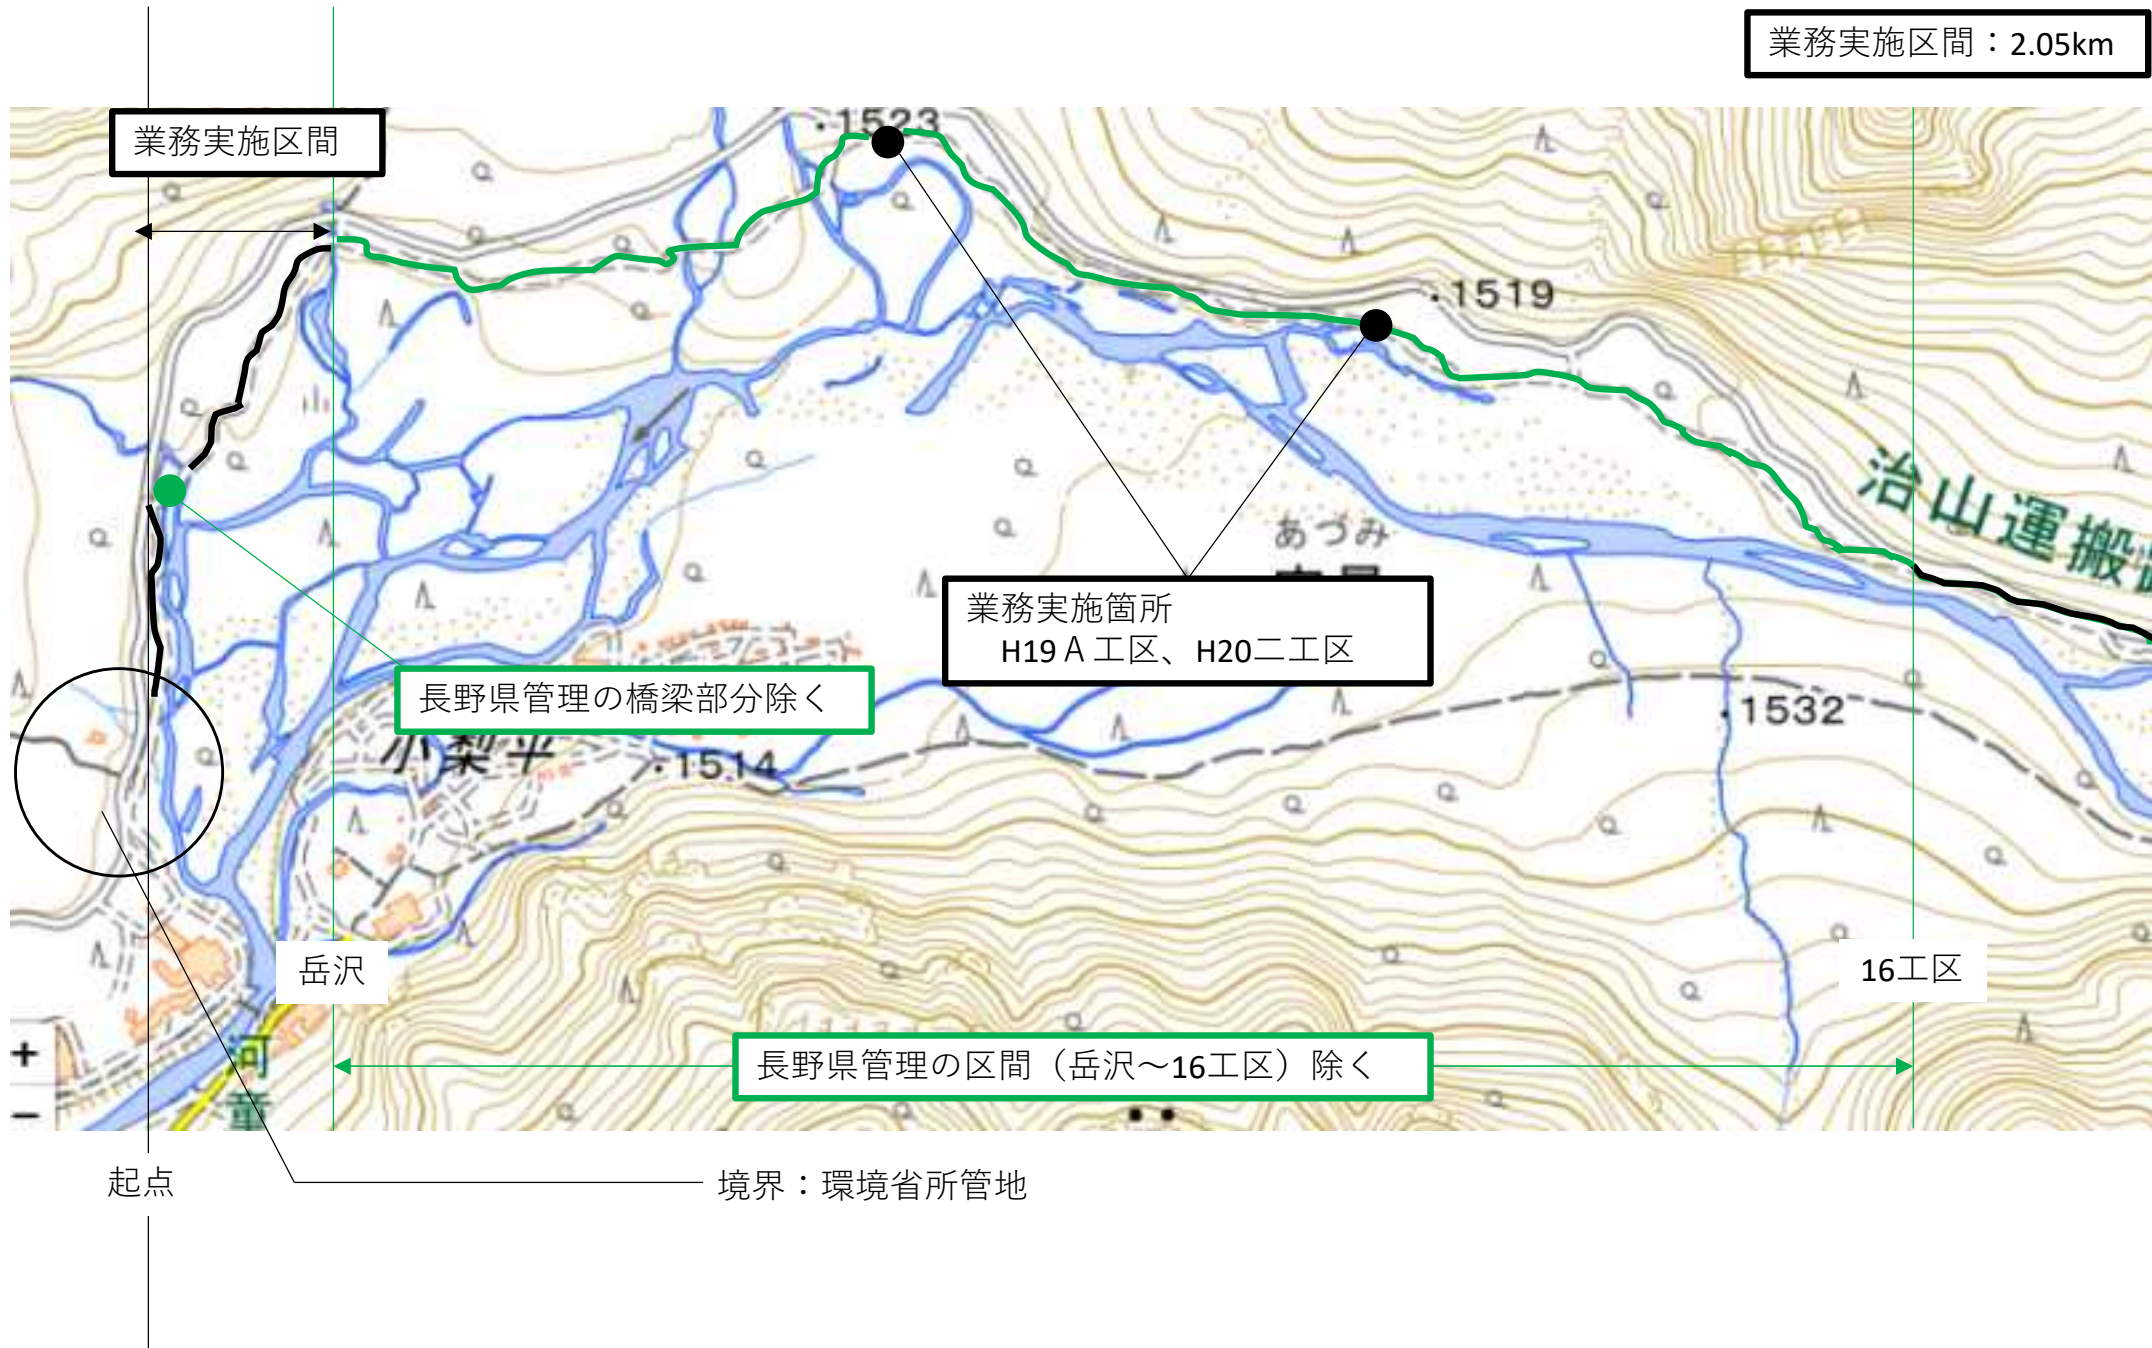 業務実施区間：2.05km
業務実施区間
1523
1519
治山運搬
あづみ
業務実施箇所
H19A工区、H20二工区
長野県管理の橋梁部分除く
小梨平
1514
1532
岳沢
16工区
長野県管理の区間（岳沢～16工区）除く
+
−
河
童
起点
境界：環境省所管地